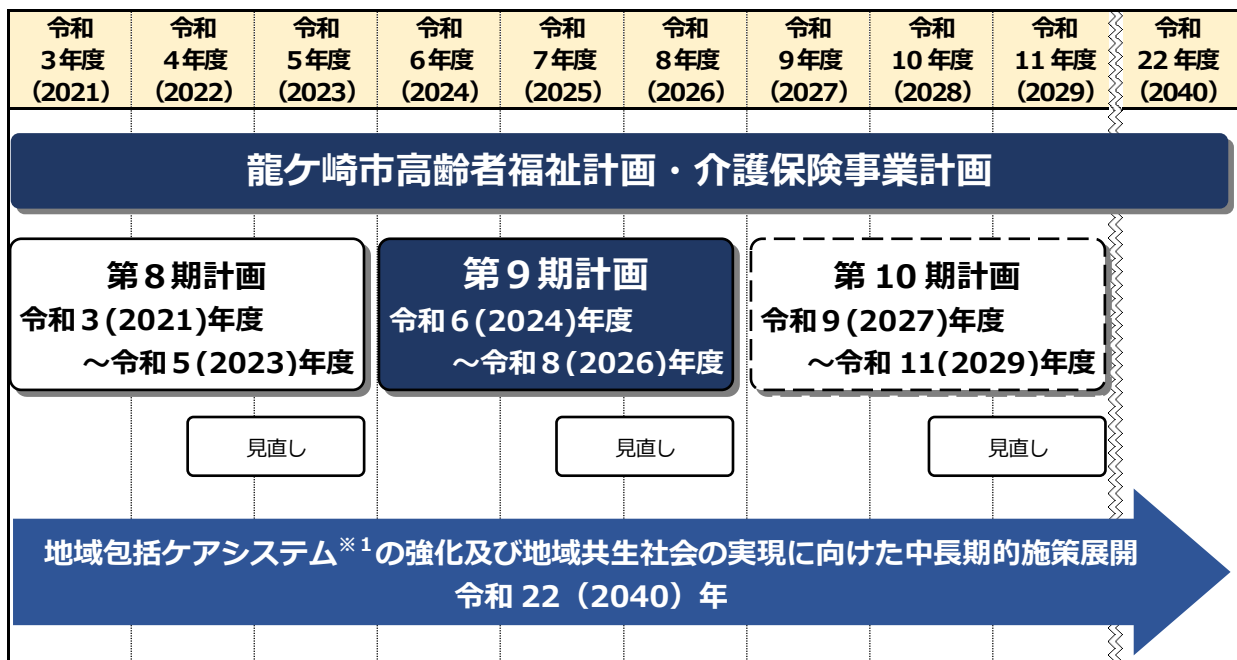 令和
3年度
(2021)
令和
4年度
(2022)
令和
5年度
(2023)
令和
6年度
(2024)
令和
7年度
(2025)
令和
8年度
(2026)
令和
9年度
(2027)
令和
10年度
(2028)
令和
11年度
(2029)
令和
22年度
(2040)
龍ケ崎市高齢者福祉計画・介護保険事業計画
第8期計画
令和3(2021)年度
～令和5(2023)年度
第9期計画
令和6(2024)年度
～令和8(2026)年度
第10期計画
令和9(2027)年度
～令和11(2029)年度
見直し
見直し
見直し
地域包括ケアシステム※1の強化及び地域共生社会の実現に向けた中長期的施策展開
令和22（2040）年